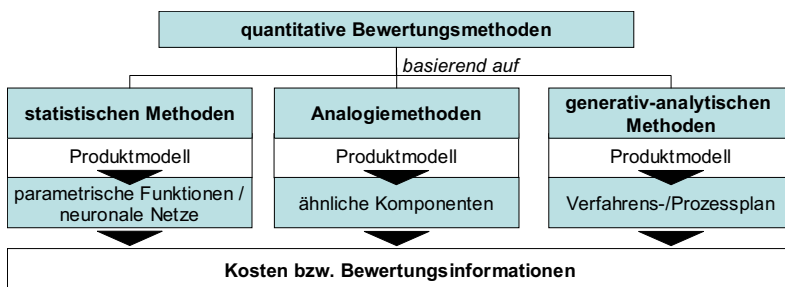 quantitative Bewertungsmethoden
basierend auf
statistischen Methoden
Produktmodell
parametrische Funktionen /
neuronale Netze
Analogiemethoden
Produktmodell
ähnliche Komponenten
generativ-analytischen
Methoden
Produktmodell
Verfahrens-/Prozessplan
Kosten bzw. Bewertungsinformationen